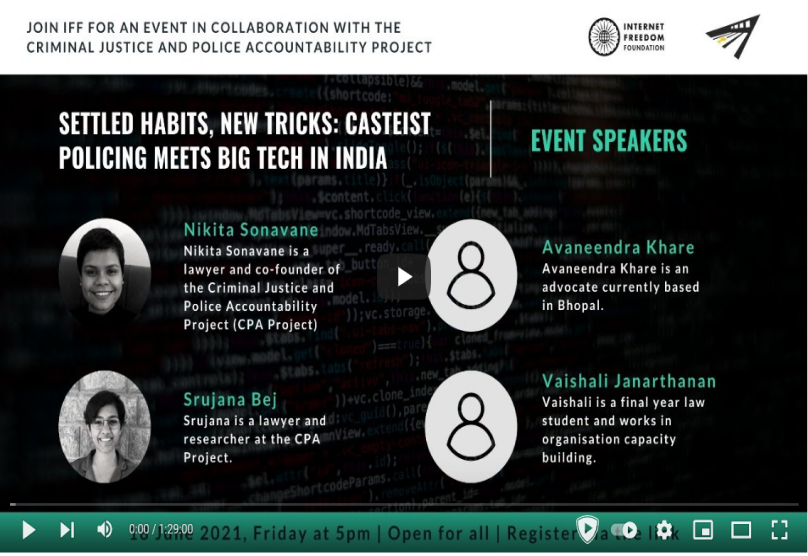 JOIN IFF FOR AN EVENT IN COLLABORATION WITH THE
CRIMINAL JUSTICE AND POLICE ACCOUNTABILITY PROJECT
INTERNET
FREEDOM
FOUNDATION
SETTLED HABITS, NEW TRICKS: CASTEIST
POLICING MEETS BIG TECH IN INDIA
EVENT SPEAKERS
Nikita Sonavane
Nikita Sonavane is a
lawyer and co-founder of
the Criminal Justice and
Police Accountability
Project (CPA Project)
Avaneendra Khare
Avaneendra Khare is an
advocate currently based
in Bhopal.
Srujana Bej
Srujana is a lawyer and
researcher at the CPA
Project.
Vaishali Janarthanan
Vaishali is a final year law
student and works in
organisation capacity
building.
0:00 / 1:29:00
June 2021, Friday at 5pm | Open for all | Register